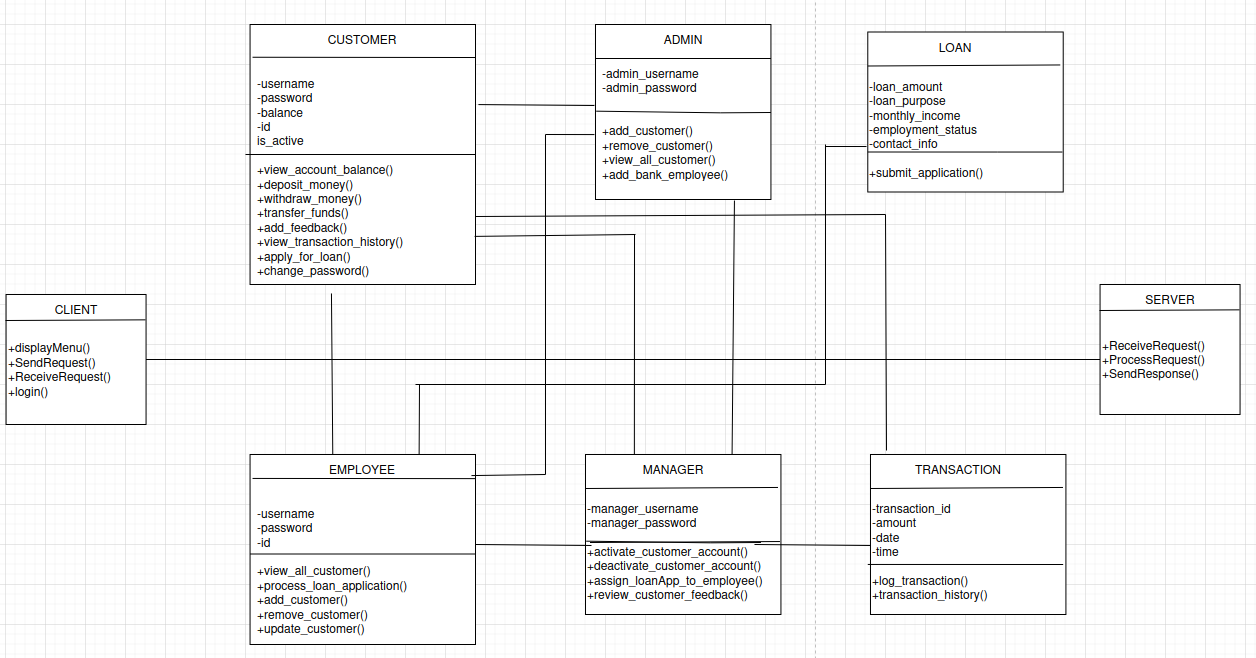 CUSTOMER
-username
-password
-balance
-id
is_active
+view_account_balance()
+deposit_money()
+withdraw_money()
+transfer_funds()
+add_feedback()
+view_transaction_history()
+apply_for_loan()
+change_password()
ADMIN
-admin_username
-admin_password
+add_customer()
+remove_customer()
+view_all_customer()
+add_bank_employee()
LOAN
-loan_amount
-loan_purpose
-monthly_income
-employment_status
-contact_info
+submit_application()
CLIENT
+displayMenu()
+SendRequest()
+ReceiveRequest()
+login()
SERVER
+ReceiveRequest()
+ProcessRequest()
+SendResponse()
EMPLOYEE
-username
-password
-id
+view_all_customer()
+process_loan_application()
+add_customer()
+remove_customer()
+update_customer()
MANAGER
-manager_username
-manager_password
+activate_customer_account()
+deactivate_customer_account()
+assign_loanApp_to_employee()
+review_customer_feedback()
TRANSACTION
-transaction_id
-amount
-date
-time
+log_transaction()
+transaction_history()